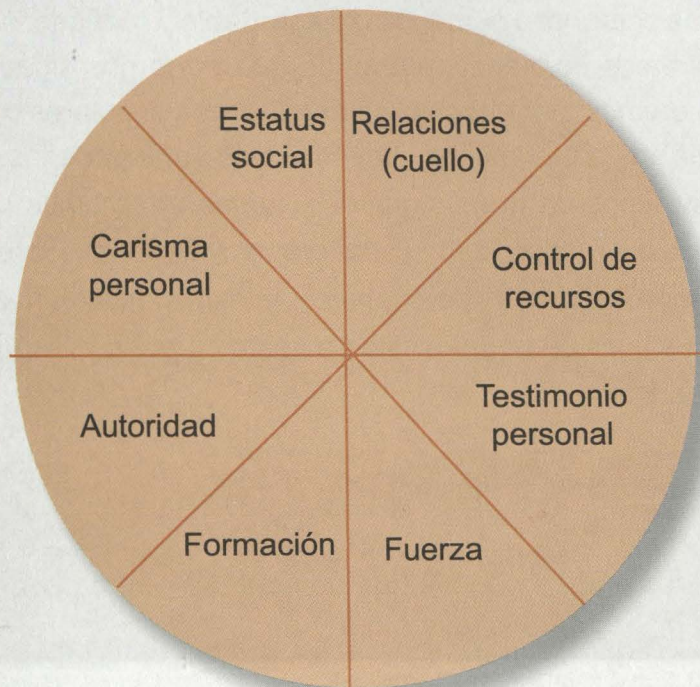 Estatus
social
Relaciones
(cuello)
Carisma
personal
Control de
recursos
Autoridad
Testimonio
personal
Formación
Fuerza